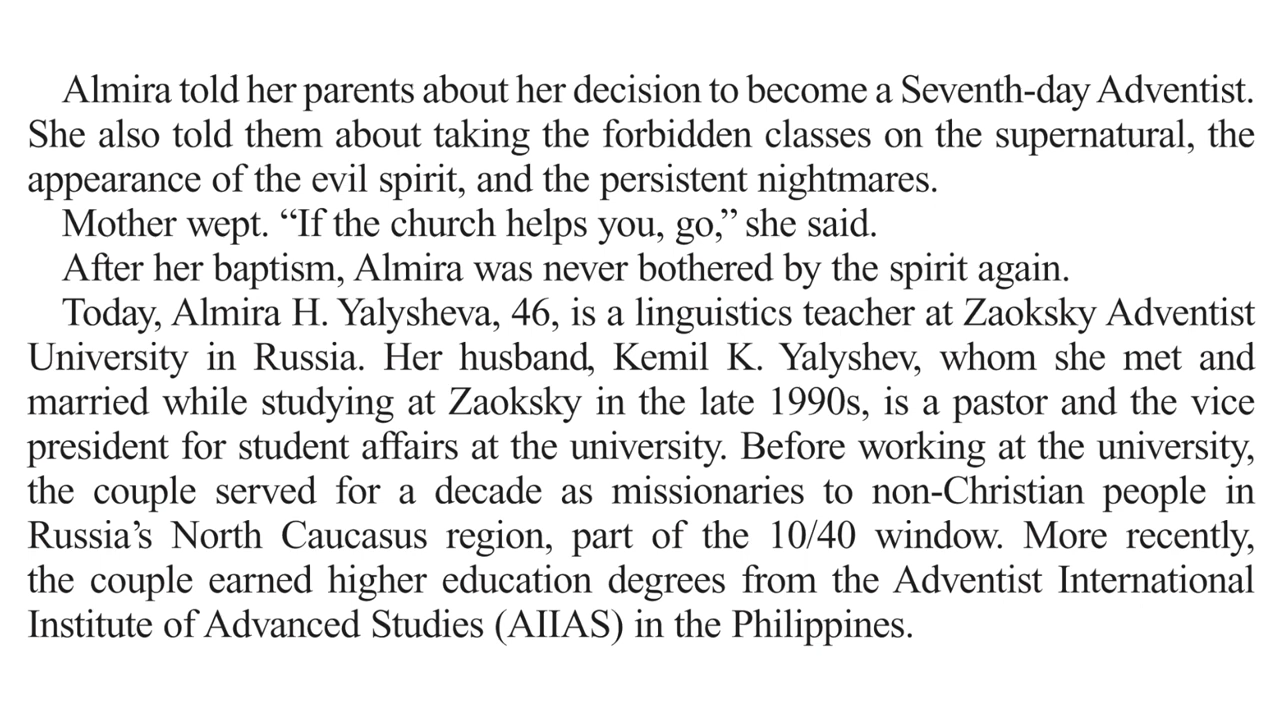 Almira told her parents about her decision to become a Seventh-day Adventist.
She also told them about taking the forbidden classes on the supernatural, the
appearance of the evil spirit, and the persistent nightmares.
Mother wept. “If the church helps you, go,” she said.
After her baptism, Almira was never bothered by the spirit again.
Today, Almira H. Yalysheva, 46, is a linguistics teacher at Zaoksky Adventist
University in Russia. Her husband, Kemil K. Yalyshev, whom she met and
married while studying at Zaoksky in the late 1990s, is a pastor and the vice
president for student affairs at the university. Before working at the university,
the couple served for a decade as missionaries to non-Christian people in
Russia’s North Caucasus region, part of the 10/40 window. More recently,
the couple earned higher education degrees from the Adventist International
Institute of Advanced Studies (AIIAS) in the Philippines.